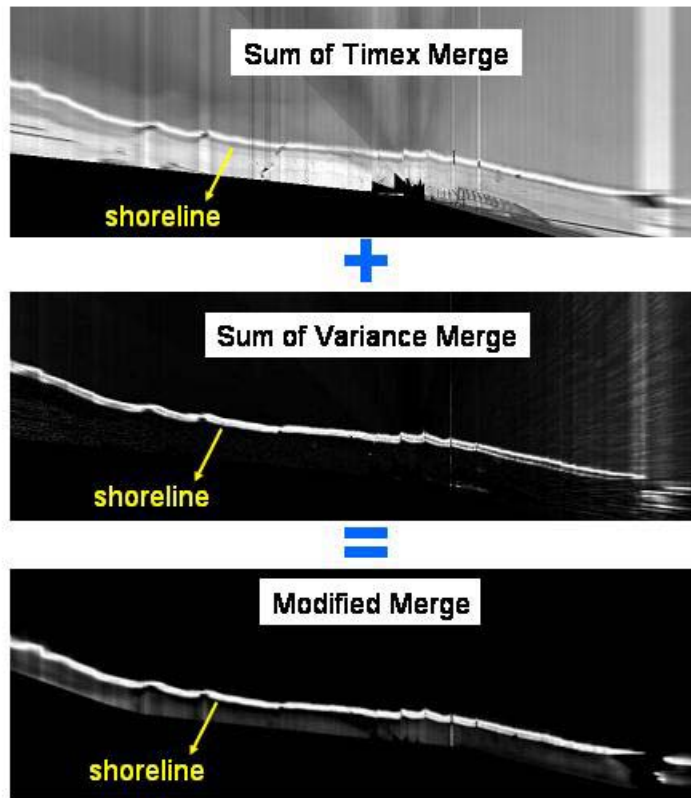 Sum of Timex Merge
shoreline
+
Sum of Variance Merge
shoreline
=
Modified Merge
shoreline